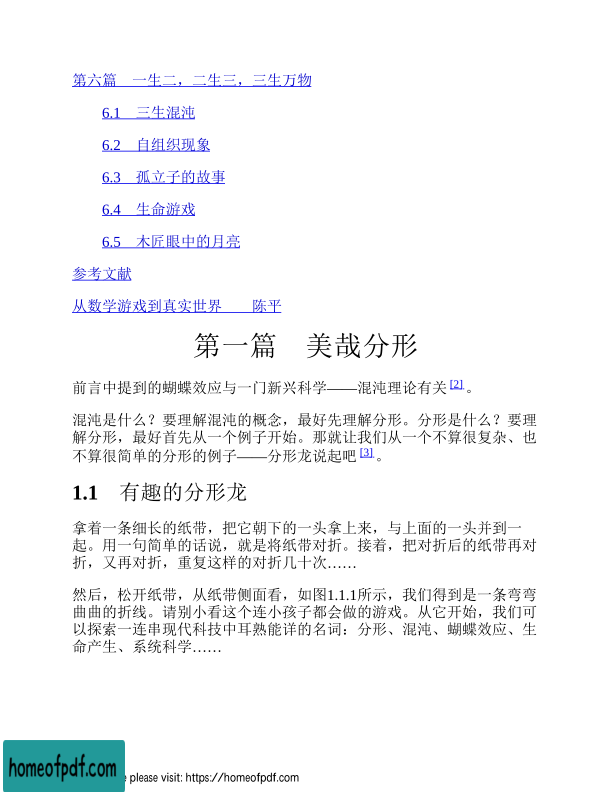 第六篇　一生二，二生三，三生万物
6.1　三生混沌
6.2　自组织现象
6.3　孤立子的故事
6.4　生命游戏
6.5　木匠眼中的月亮
参考文献
从数学游戏到真实世界　　陈平
第一篇　美哉分形
前言中提到的蝴蝶效应与一门新兴科学——混沌理论有关[2]。
混沌是什么？要理解混沌的概念，最好先理解分形。分形是什么？要理
解分形，最好首先从一个例子开始。那就让我们从一个不算很复杂、也
不算很简单的分形的例子——分形龙说起吧[3]。
1.1　有趣的分形龙
拿着一条细长的纸带，把它朝下的一头拿上来，与上面的一头并到一
起。用一句简单的话说，就是将纸带对折。接着，把对折后的纸带再对
折，又再对折，重复这样的对折几十次……
然后，松开纸带，从纸带侧面看，如图1.1.1所示，我们得到是一条弯弯
曲曲的折线。请别小看这个连小孩子都会做的游戏。从它开始，我们可
以探索一连串现代科技中耳熟能详的名词：分形、混沌、蝴蝶效应、生
命产生、系统科学……
homeofpdf.com
e please visit: https://homeofpdf.com